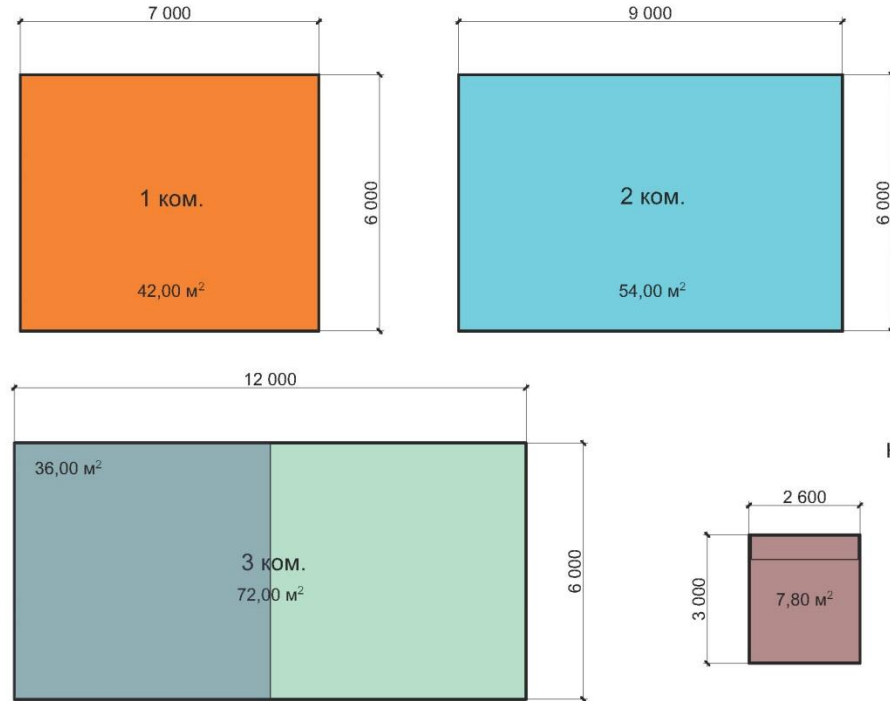 7 000
9 000
1 ком.
6 000
42,00 м²
2 ком.
6 000
54,00 м²
12 000
36,00 м²
3 ком.
72,00 м²
6 000
2 600
3 000
7,80 м²